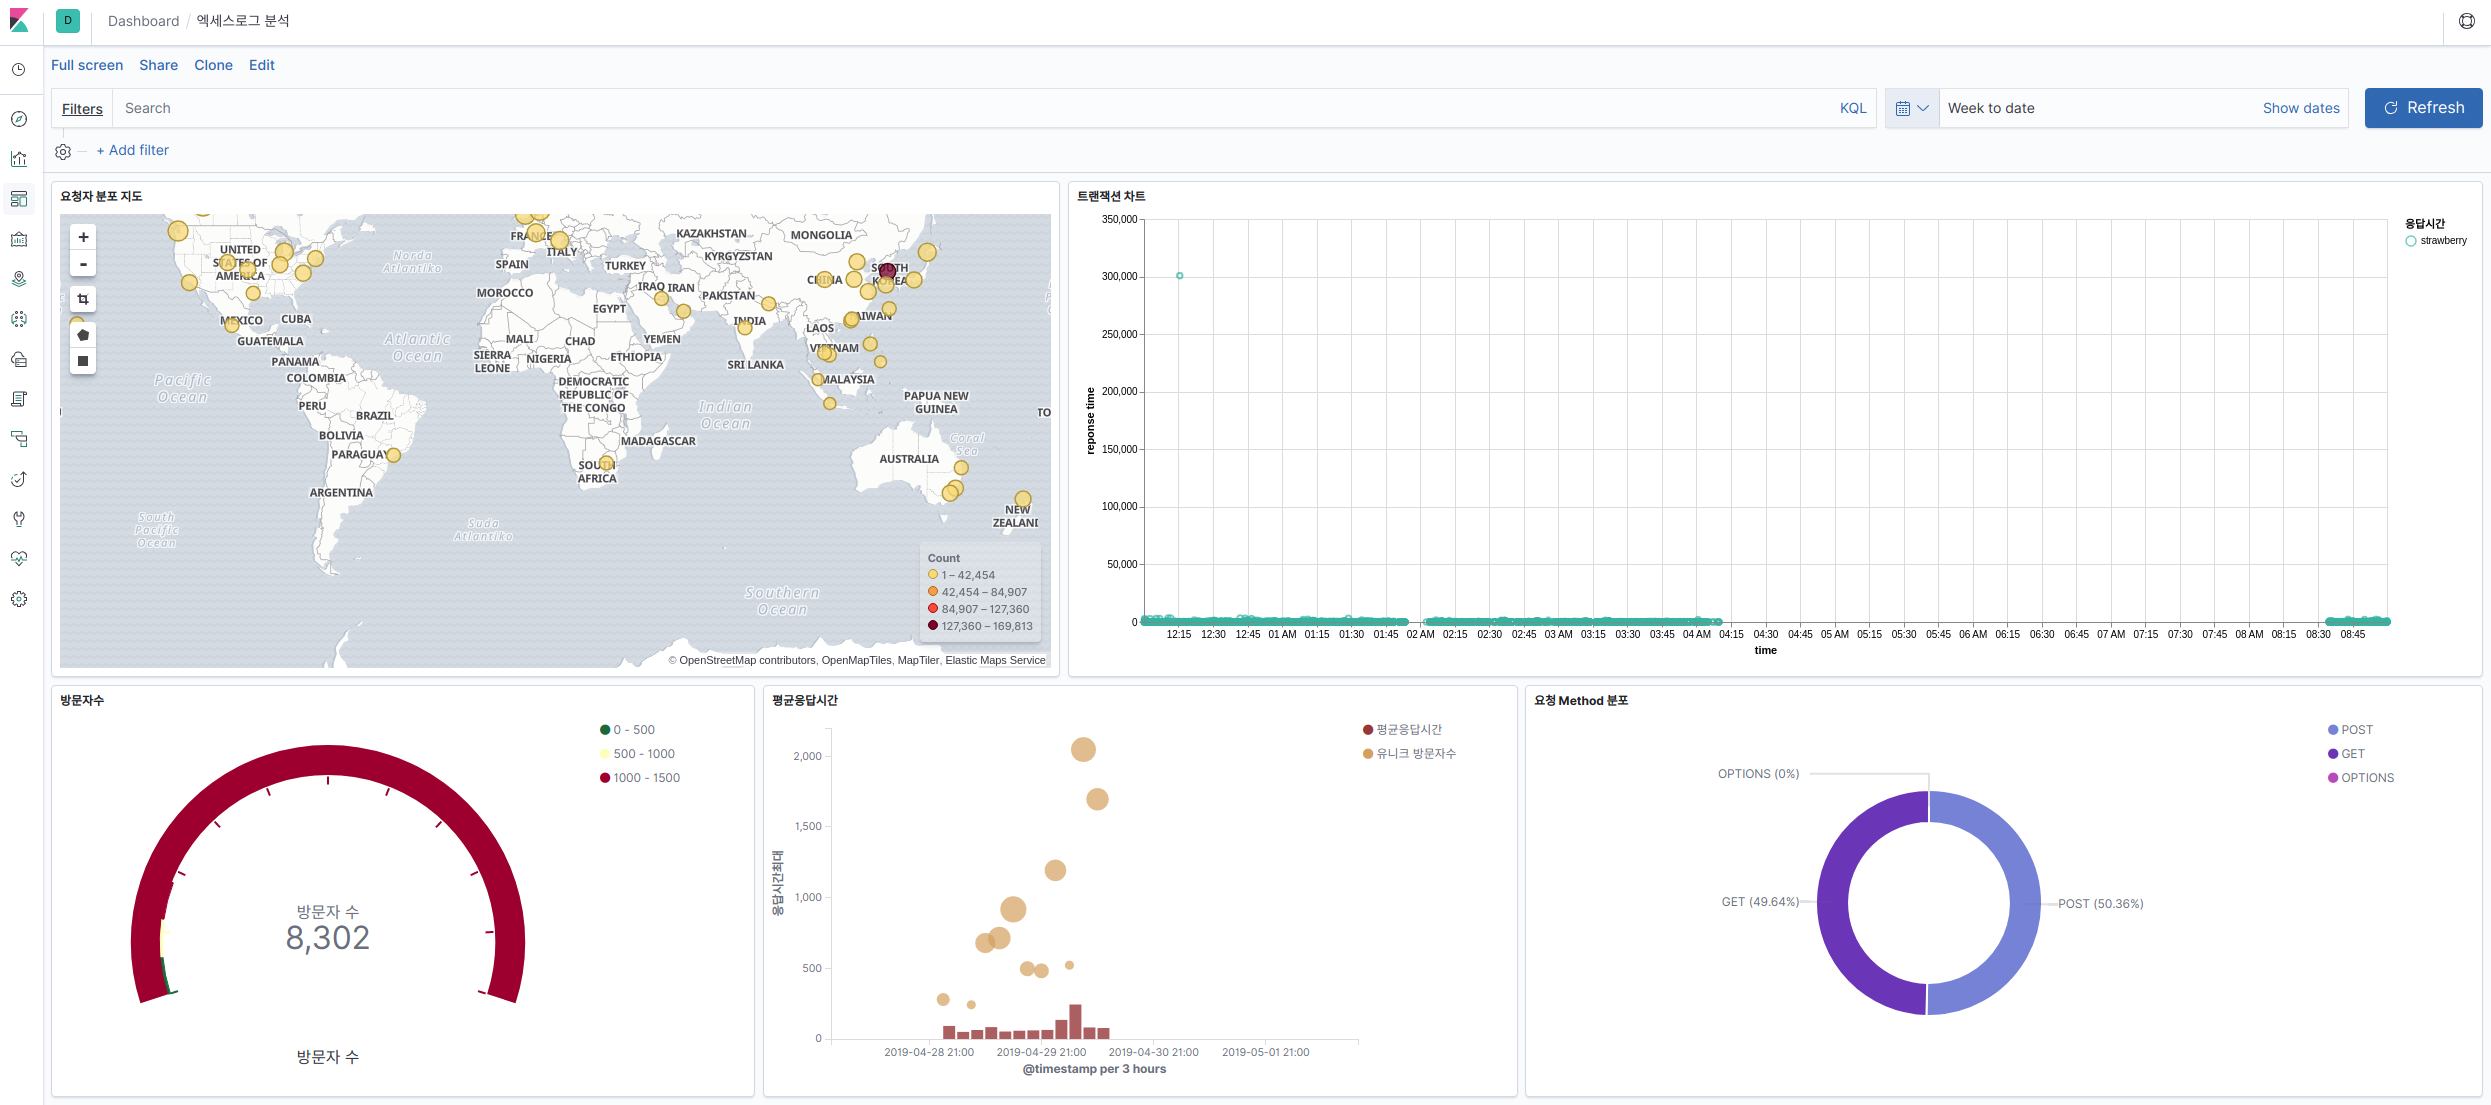 D
Dashboard / 엑세스로그 분석
Full screen Share Clone Edit
Filters Search KQL Week to date Show dates Refresh
+ Add filter
요청자 분포 지도
+
-
UNITED
STATES OF
AMERICA
MEXICO
CUBA
GUATEMALA
PANAMA
COLOMBIA
PERU
BRAZIL
BOLIVIA
PARAGUAY
ARGENTINA
Norda
Atlantiko
Atlantic
Ocean
Pacific
Ocean
South
Pacific
Ocean
Suda
Atlantiko
FRANCE
ITALY
SPAIN
TURKEY
MOROCCO
IRAQ
IRAN
EGYPT
MALI
CHAD
YEMEN
SIERRA
LEONE
NIGERIA
ETHIOPIA
DEMOCRATIC
REPUBLIC OF
THE CONGO
MADAGASCAR
SOUTH
AFRICA
KAZAKHSTAN
MONGOLIA
KYRGYZSTAN
CHINA
SOUTH
KOREA
PAKISTAN
INDIA
TAIWAN
LAOS
VIETNAM
SRI LANKA
MALAYSIA
PAPUA NEW
GUINEA
TO
Indian
Ocean
Coral
Sea
AUSTRALIA
NEW
ZEALAN
Southern
Ocean
Count
1 – 42,454
42,454 – 84,907
84,907 – 127,360
127,360 – 169,813
© OpenStreetMap contributors, OpenMapTiles, MapTiler, Elastic Maps Service
트랜잭션 차트
350,000
300,000
250,000
200,000
150,000
100,000
50,000
0
reponse time
12:15 12:30 12:45 01 AM 01:15 01:30 01:45 02 AM 02:15 02:30 02:45 03 AM 03:15 03:30 03:45 04 AM 04:15 04:30 04:45 05 AM 05:15 05:30 05:45 06 AM 06:15 06:30 06:45 07 AM 07:15 07:30 07:45 08 AM 08:15 08:30 08:45
time
응답시간
strawberry
방문자수
0 - 500
500 - 1000
1000 - 1500
방문자 수
8,302
방문자 수
평균응답시간
2,000
1,500
1,000
500
0
응답시간최대
2019-04-28 21:00 2019-04-29 21:00 2019-04-30 21:00 2019-05-01 21:00
@timestamp per 3 hours
평균응답시간
유니크 방문자수
요청 Method 분포
POST
GET
OPTIONS
OPTIONS (0%)
GET (49.64%)
POST (50.36%)